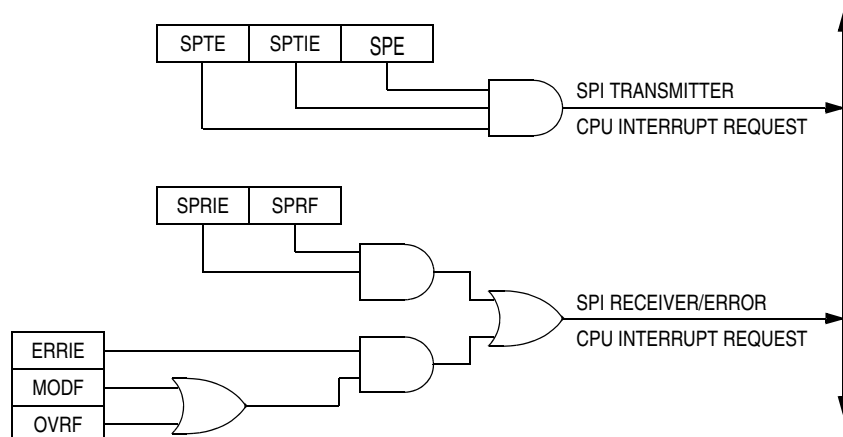 SPTE SPTIE SPE
SPI TRANSMITTER
CPU INTERRUPT REQUEST
SPRIE SPRF
SPI RECEIVER/ERROR
CPU INTERRUPT REQUEST
ERRIE
MODF
OVRF